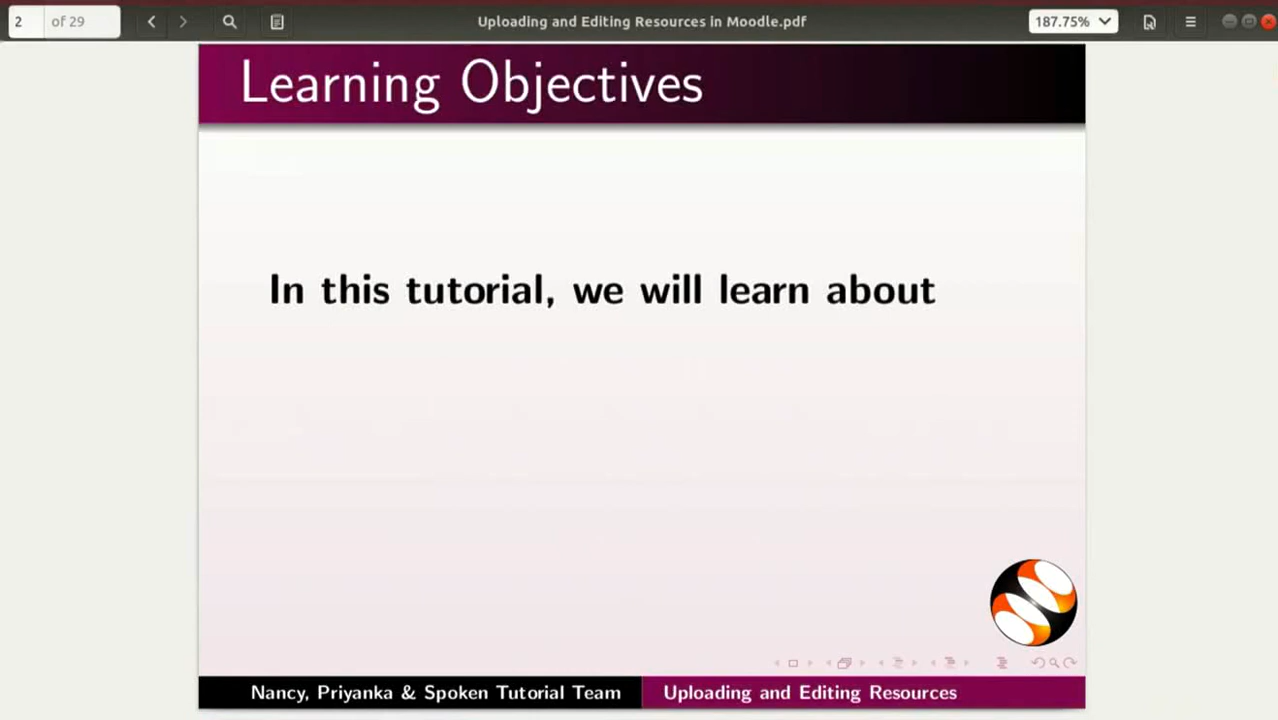 2 of 29 Uploading and Editing Resources in Moodle.pdf 187.75%
Learning Objectives
In this tutorial, we will learn about
Nancy, Priyanka & Spoken Tutorial Team Uploading and Editing Resources